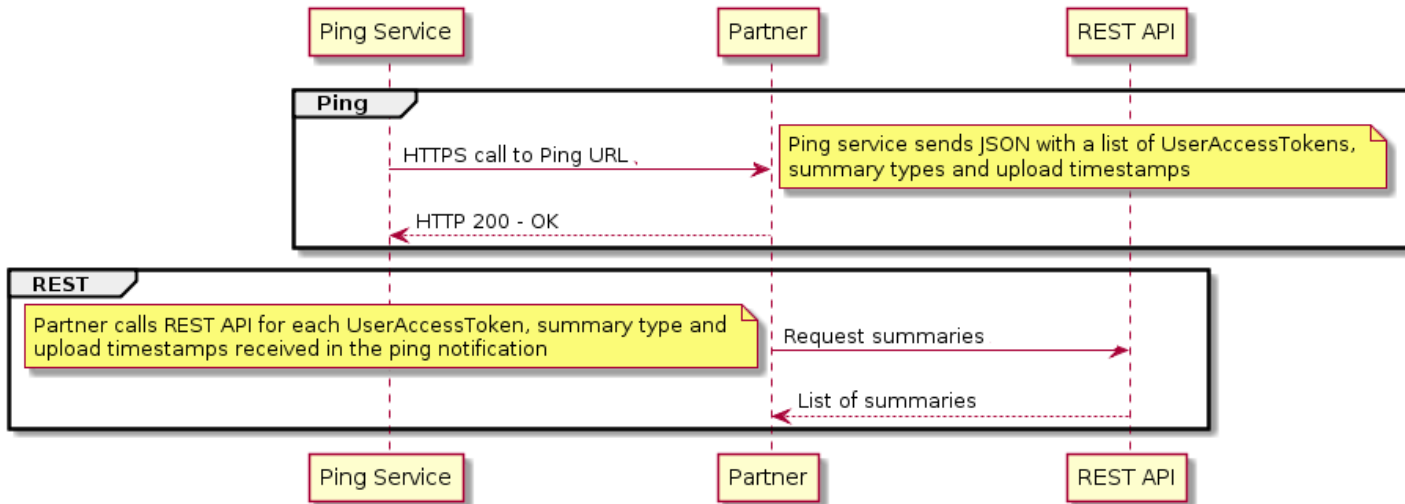 Ping Service
Partner
REST API
Ping
HTTPS call to Ping URL
Ping service sends JSON with a list of UserAccessTokens,
summary types and upload timestamps
HTTP 200 - OK
REST
Partner calls REST API for each UserAccessToken, summary type and
upload timestamps received in the ping notification
Request summaries
List of summaries
Ping Service
Partner
REST API